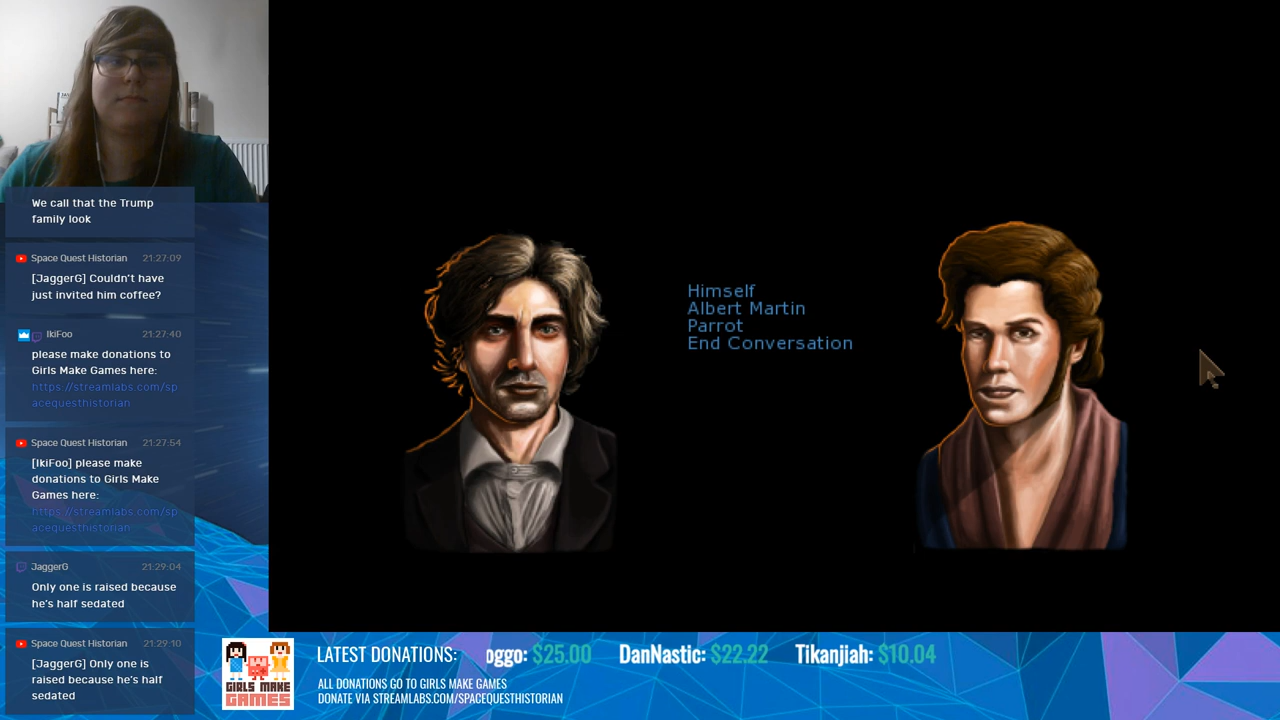 We call that the Trump
family look
Space Quest Historian 21:27:09
[JaggerG] Couldn't have
just invited him coffee?
IkiFoo 21:27:40
please make donations to
Girls Make Games here:
https://streamlabs.com/sp
acequesthistorian
Space Quest Historian 21:27:54
[IkiFoo] please make
donations to Girls Make
Games here:
https://streamlabs.com/sp
acequesthistorian
JaggerG 21:29:04
Only one is raised because
he's half sedated
Space Quest Historian 21:29:10
[JaggerG] Only one is
raised because he's half
sedated
Himself
Albert Martin
Parrot
End Conversation
GIRLS MAKE
GAMES
LATEST DONATIONS: oggo: $25.00 DanNastic: $22.22 Tikanjiah: $10.04
ALL DONATIONS GO TO GIRLS MAKE GAMES
DONATE VIA STREAMLABS.COM/SPACEQUESTHISTORIAN